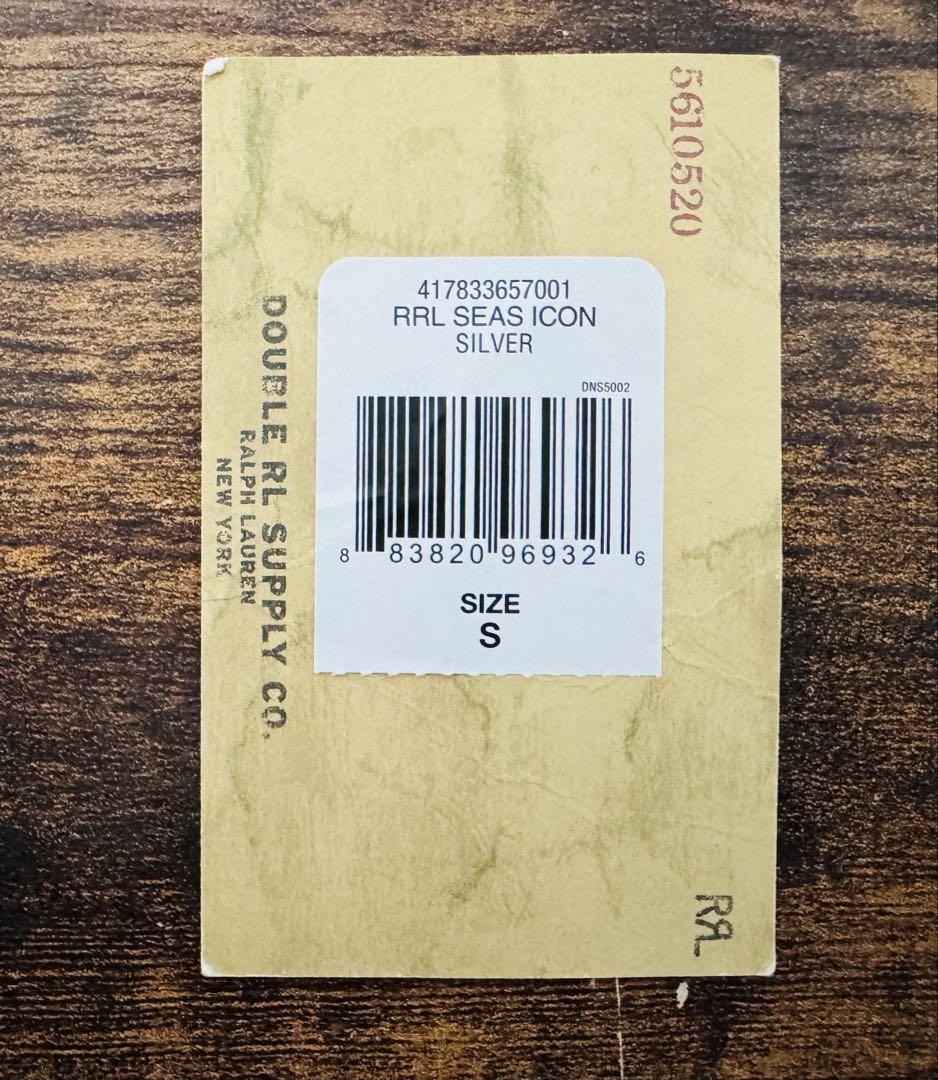 5610520
417833657001
RRL SEAS ICON
SILVER
DNS5002
8 83820 96932 6
SIZE
S
DOUBLE RL SUPPLY CO.
RALPH LAUREN
NEW YORK
RRL